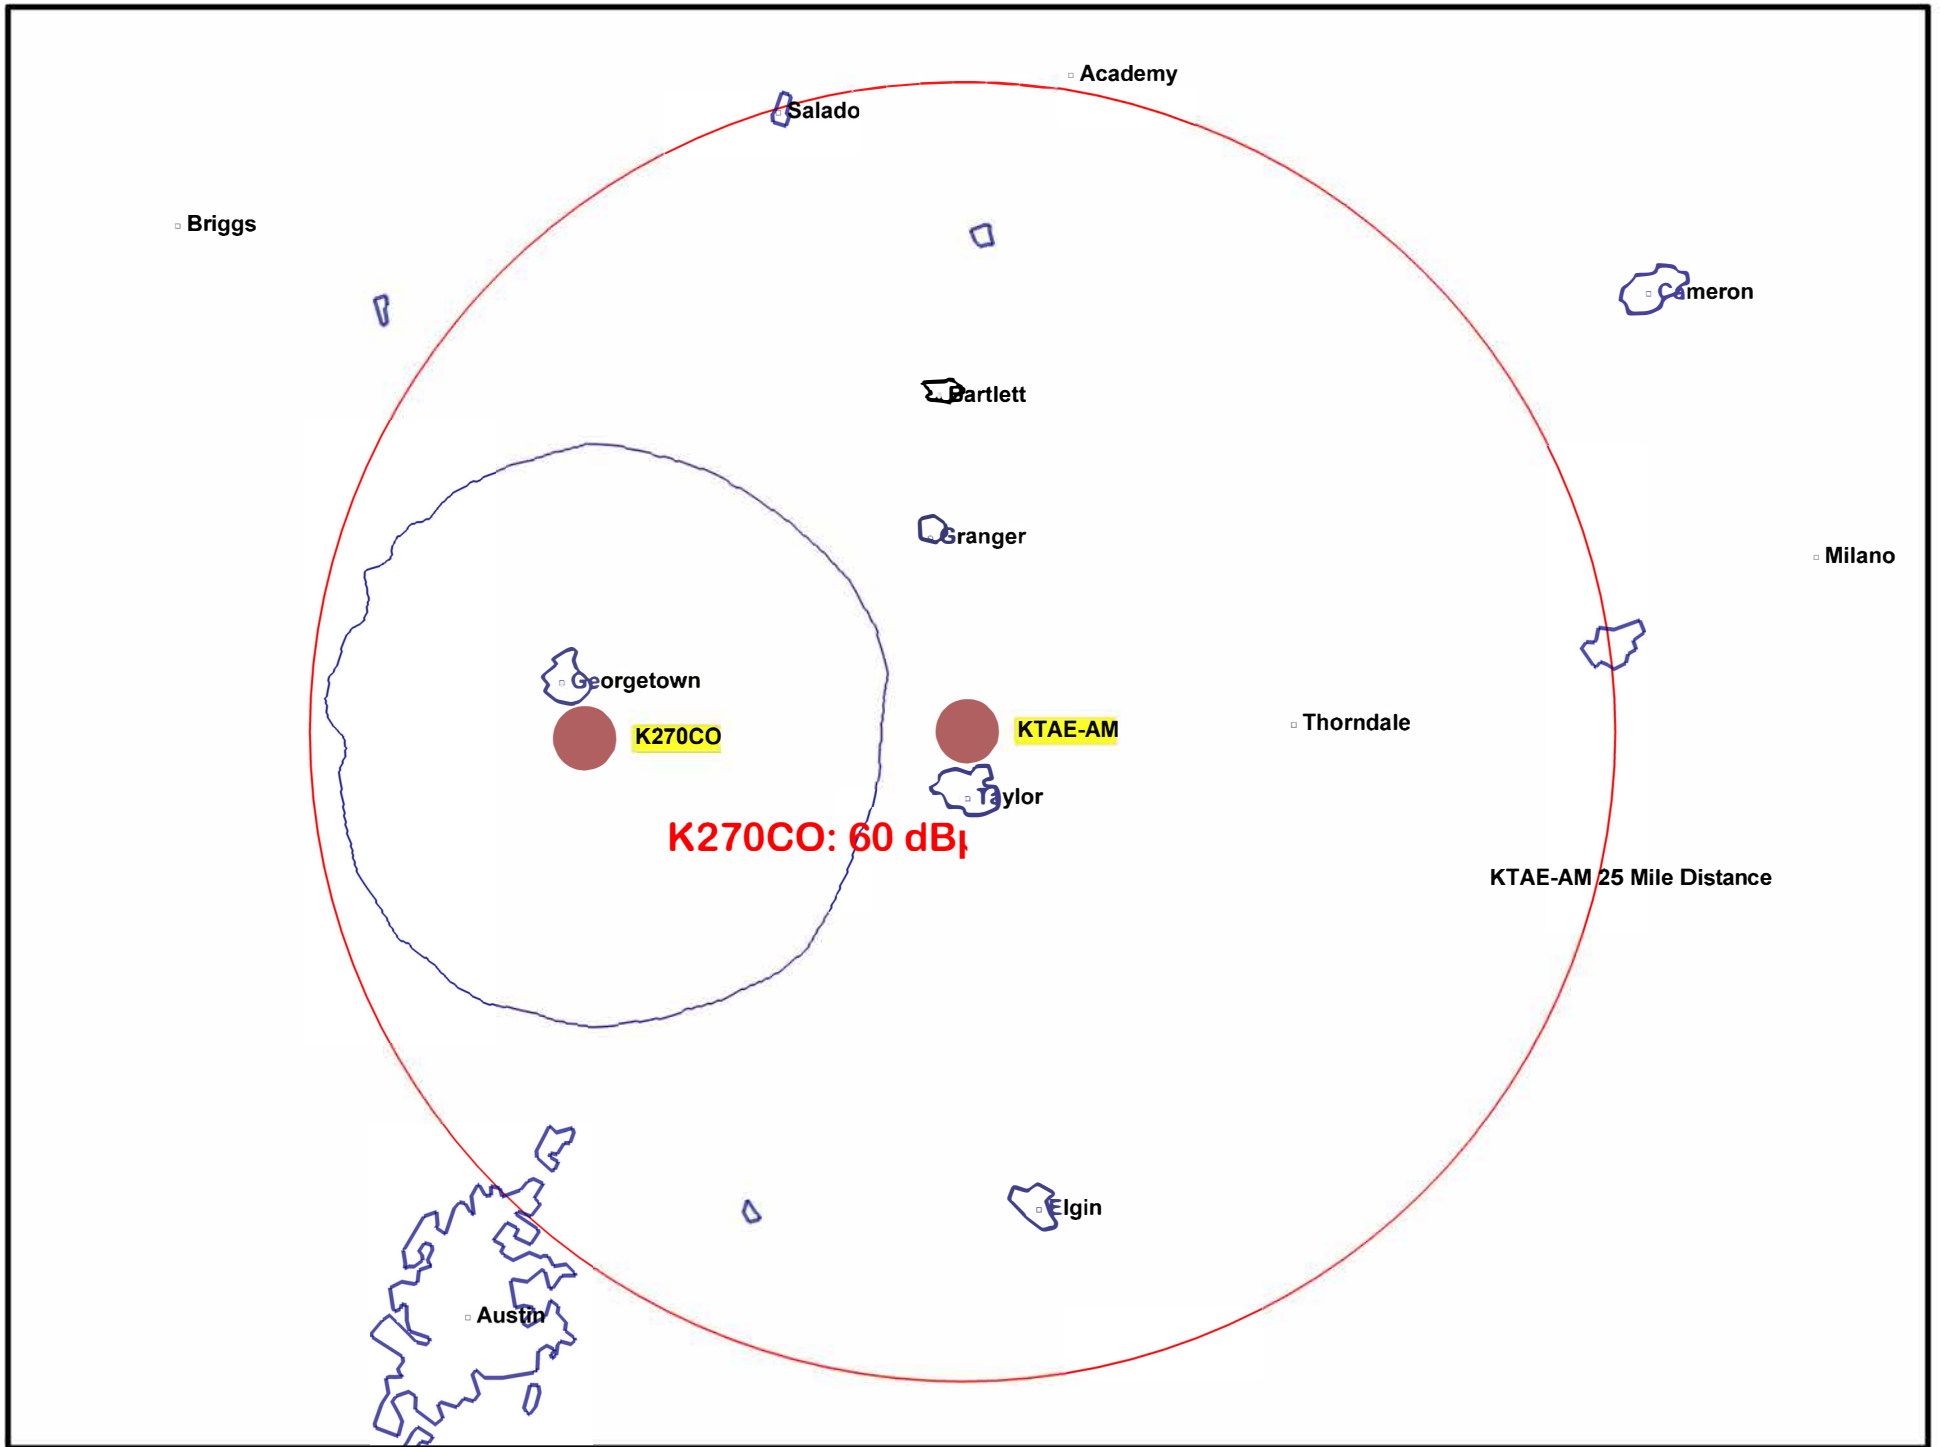 Academy
Salado
Briggs
Cameron
Bartlett
Granger
Milano
Georgetown
K270CO
KTAE-AM
Thorndale
Taylor
K270CO: 60 dBµ
KTAE-AM 25 Mile Distance
Elgin
Austin